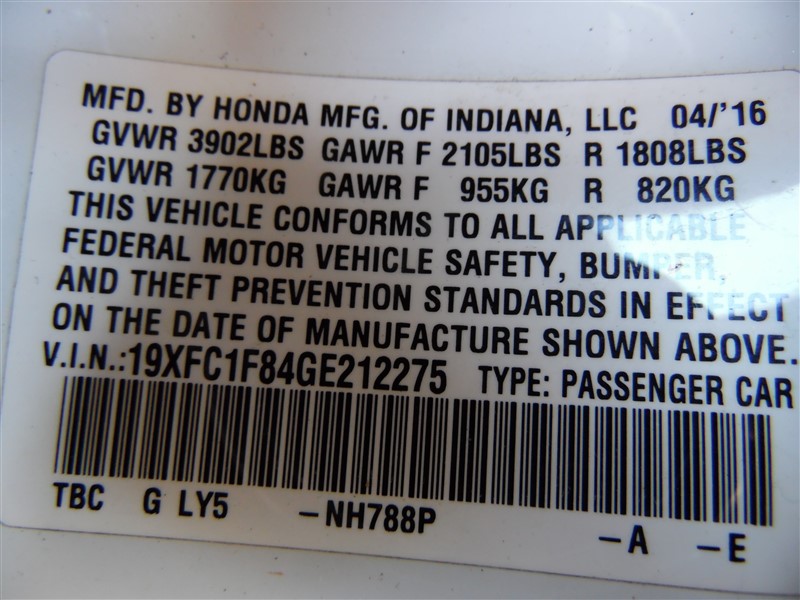 MFD. BY HONDA MFG. OF INDIANA, LLC 04/'16
GVWR 3902LBS GAWR F 2105LBS R 1808LBS
GVWR 1770KG GAWR F 955KG R 820KG
THIS VEHICLE CONFORMS TO ALL APPLICABLE
FEDERAL MOTOR VEHICLE SAFETY, BUMPER,
AND THEFT PREVENTION STANDARDS IN EFFECT
ON THE DATE OF MANUFACTURE SHOWN ABOVE.
V.I.N.:19XFC1F84GE212275 TYPE: PASSENGER CAR
TBC G LY5 -NH788P -A -E